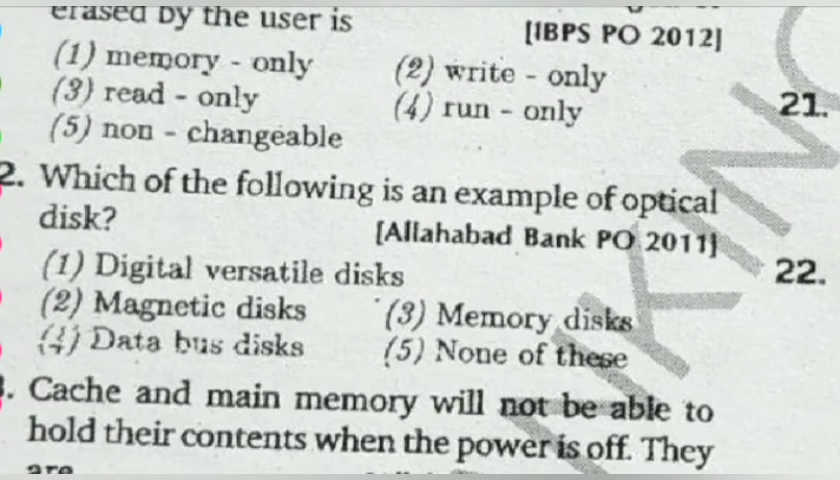 erased by the user is
[IBPS PO 2012]
(1) memory - only (2) write - only
(3) read - only (4) run - only
(5) non - changeable
21.
2. Which of the following is an example of optical
disk? [Allahabad Bank PO 2011]
(1) Digital versatile disks
22.
(2) Magnetic disks (3) Memory disks
(4) Data bus disks (5) None of these
. Cache and main memory will not be able to
hold their contents when the power is off. They
are